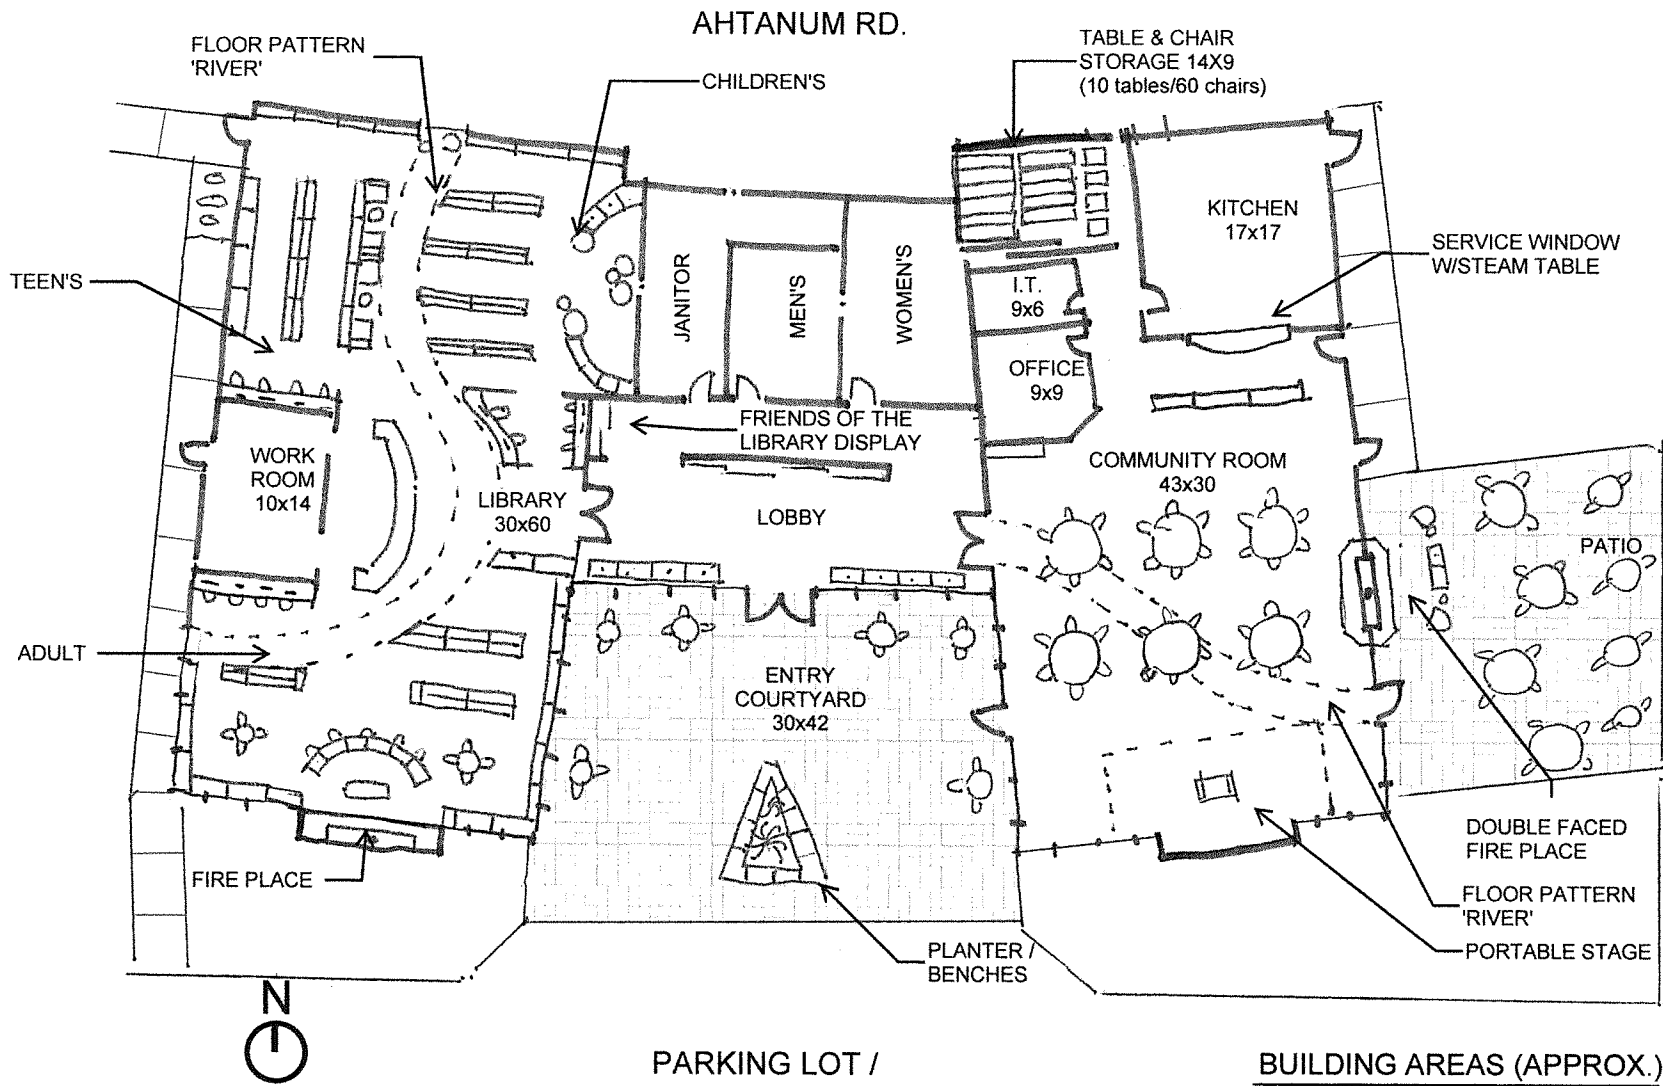 AHTANUM RD.
FLOOR PATTERN
'RIVER'
CHILDREN'S
TABLE & CHAIR
STORAGE 14X9
(10 tables/60 chairs)
KITCHEN
17x17
SERVICE WINDOW
W/STEAM TABLE
TEEN'S
JANITOR
MEN'S
WOMEN'S
I.T.
9x6
OFFICE
9x9
FRIENDS OF THE
LIBRARY DISPLAY
WORK
ROOM
10x14
LIBRARY
30x60
LOBBY
COMMUNITY ROOM
43x30
PATIO
ADULT
ENTRY
COURTYARD
30x42
FIRE PLACE
DOUBLE FACED
FIRE PLACE
FLOOR PATTERN
'RIVER'
PORTABLE STAGE
PLANTER /
BENCHES
N
PARKING LOT /
BUILDING AREAS (APPROX.)